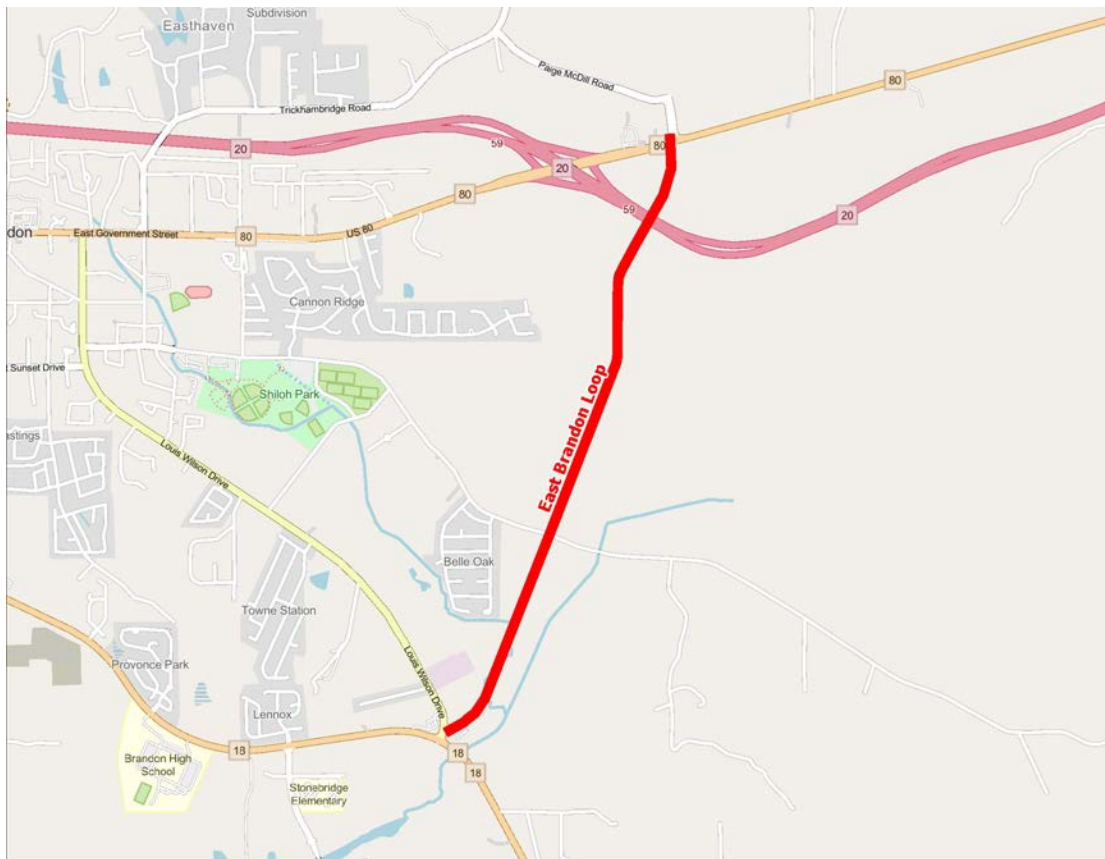 Subdivision
Easthaven
Paige McDill Road
Trickhambridge Road
80
20
59
80
20
80
59
20
don
East Government Street
80
US 80
Cannon Ridge
Sunset Drive
Shiloh Park
East Brandon Loop
astings
Louis Wilson Drive
Belle Oak
Towne Station
Provonce Park
Louis Wilson Drive
Lennox
18
18
18
Brandon High
School
Stonebridge
Elementary